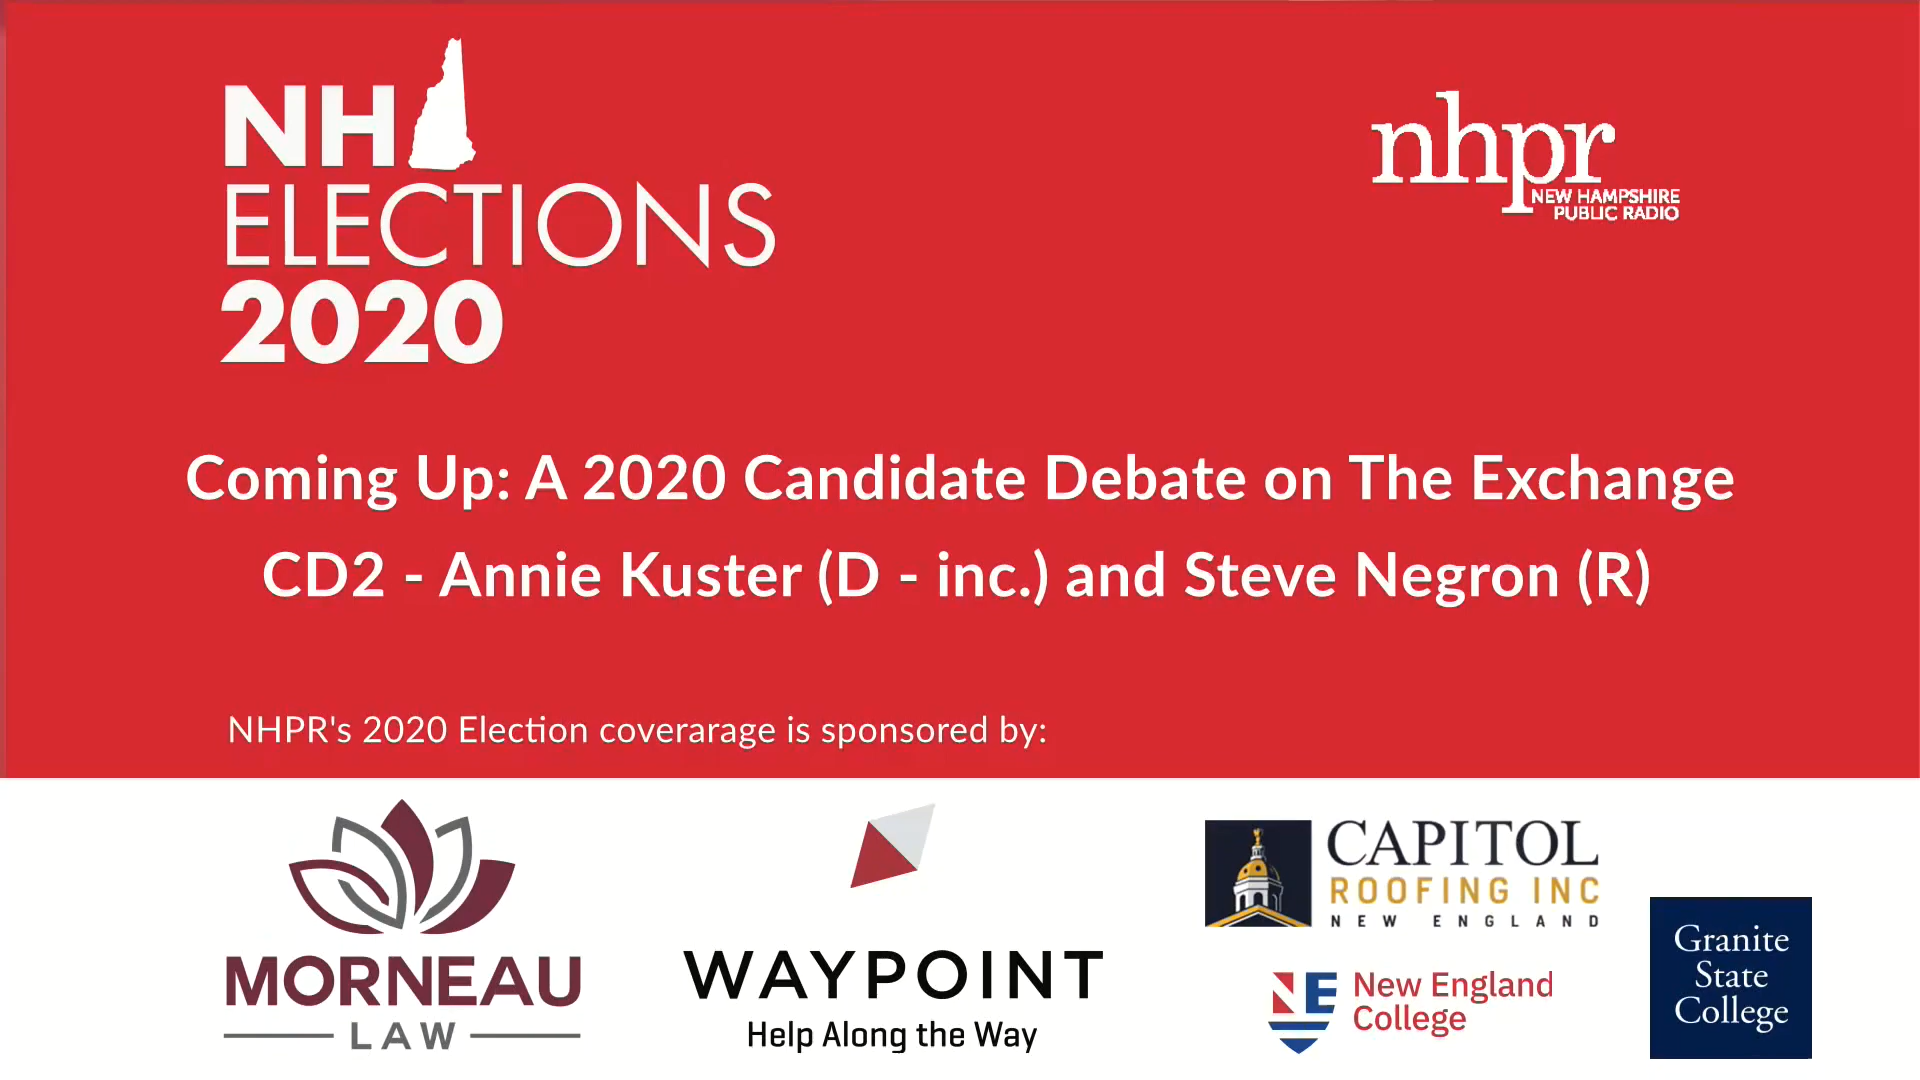 NH
ELECTIONS
2020
nhpr
NEW HAMPSHIRE
PUBLIC RADIO
Coming Up: A 2020 Candidate Debate on The Exchange
CD2 - Annie Kuster (D - inc.) and Steve Negron (R)
NHPR's 2020 Election coverarage is sponsored by:
MORNEAU
LAW
WAYPOINT
Help Along the Way
CAPITOL
ROOFING INC
NEW ENGLAND
NE
New England
College
Granite
State
College